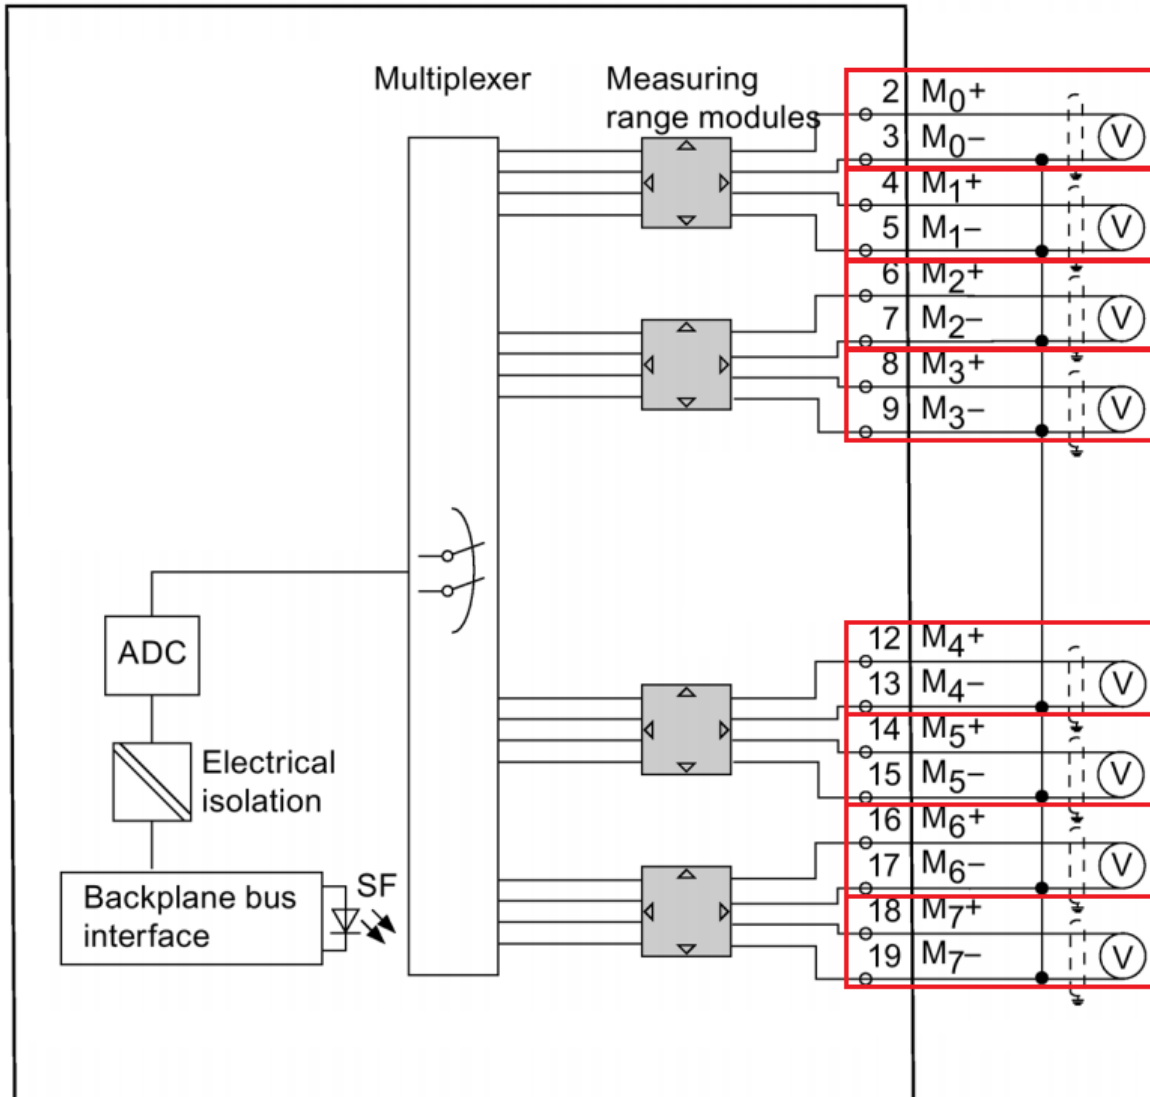 Multiplexer
Measuring
range modules
2 M0+
3 M0–
V
4 M1+
5 M1–
V
6 M2+
7 M2–
V
8 M3+
9 M3–
V
12 M4+
13 M4–
V
14 M5+
15 M5–
V
16 M6+
17 M6–
V
18 M7+
19 M7–
V
ADC
Electrical
isolation
Backplane bus
interface
SF